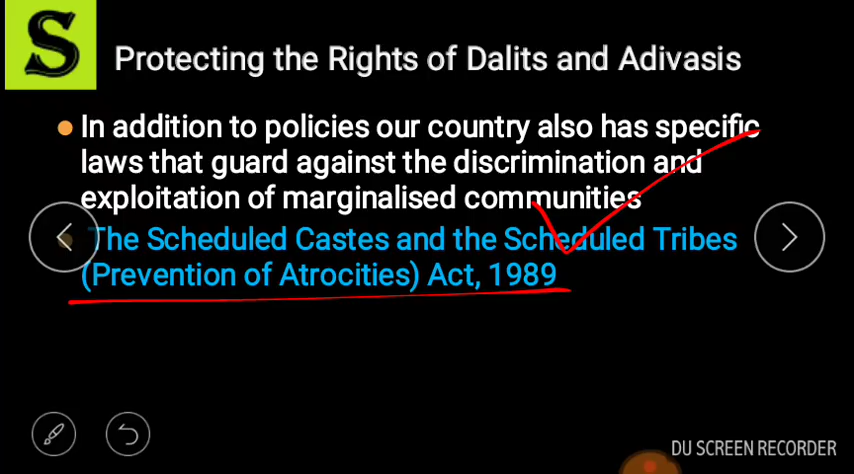 S
Protecting the Rights of Dalits and Adivasis
In addition to policies our country also has specific
laws that guard against the discrimination and
exploitation of marginalised communities
The Scheduled Castes and the Scheduled Tribes
(Prevention of Atrocities) Act, 1989
DU SCREEN RECORDER